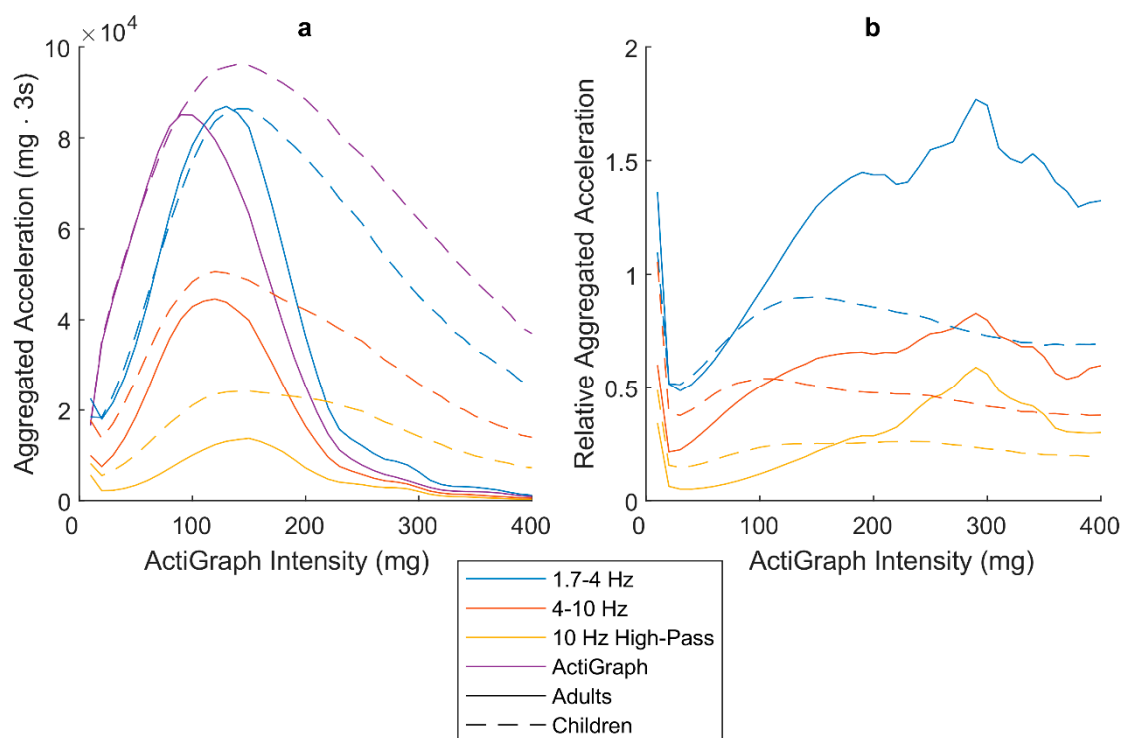 a
× 10⁴
10
8
6
4
2
0
0 100 200 300 400
Aggregated Acceleration (mg · 3s)
ActiGraph Intensity (mg)
b
2
1.5
1
0.5
0
0 100 200 300 400
Relative Aggregated Acceleration
ActiGraph Intensity (mg)
1.7-4 Hz
4-10 Hz
10 Hz High-Pass
ActiGraph
Adults
Children